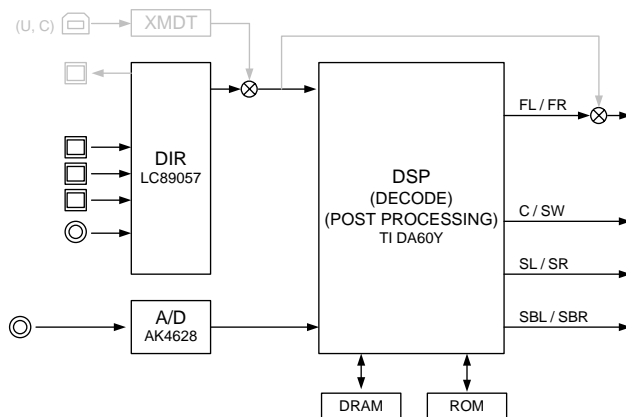 (U, C)
XMDT
FL / FR
DIR
LC89057
DSP
(DECODE)
(POST PROCESSING)
TI DA60Y
C / SW
SL / SR
A/D
AK4628
SBL / SBR
DRAM
ROM